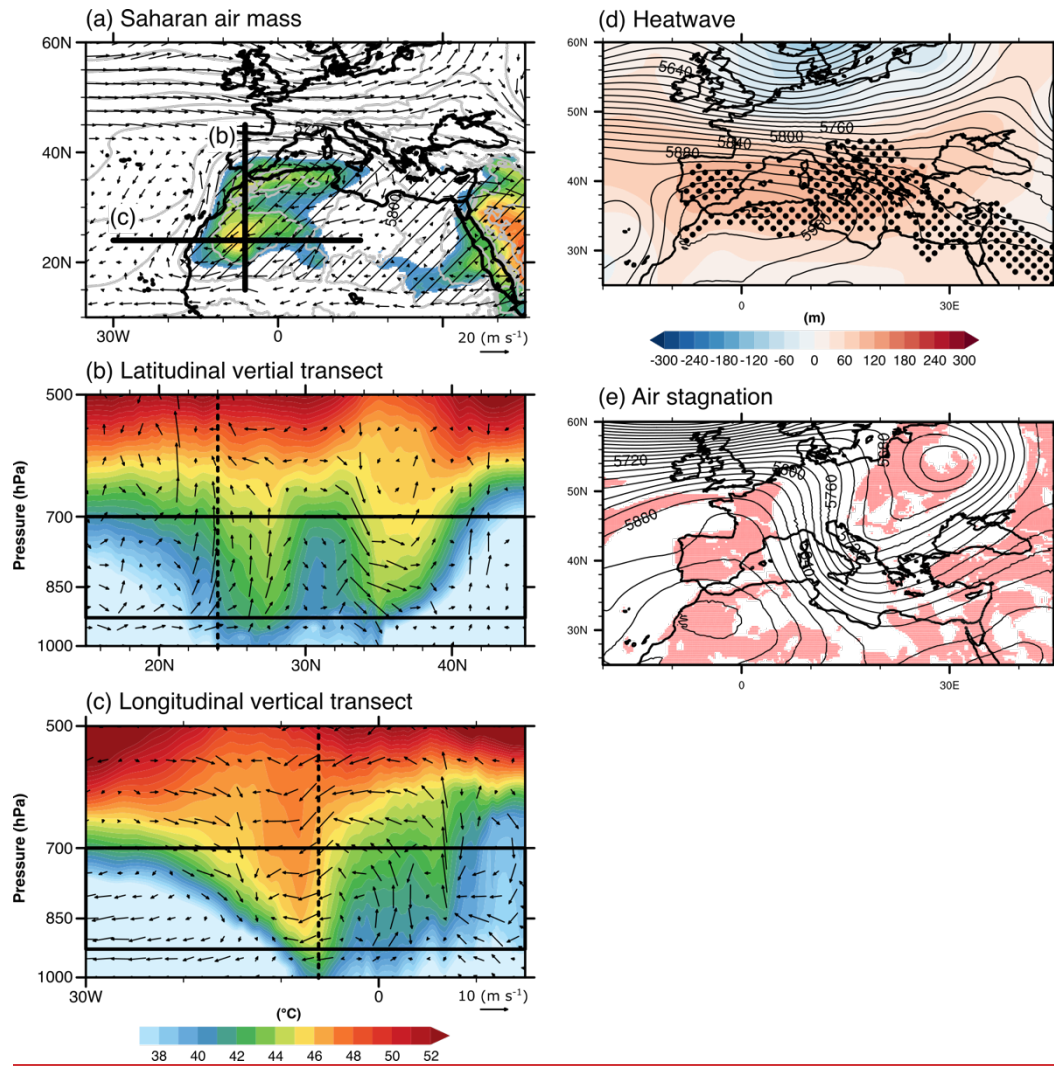 (a) Saharan air mass
60N
40N
20N
(b)
(c)
5720
5800
30W
0
20 (m s⁻¹)
(b) Latitudinal vertial transect
Pressure (hPa)
500
700
850
1000
20N
30N
40N
(c) Longitudinal vertical transect
Pressure (hPa)
500
700
850
1000
30W
0
10 (m s⁻¹)
(°C)
38 40 42 44 46 48 50 52
(d) Heatwave
60N
50N
40N
30N
5640
5760
5800
5840
5880
0
30E
(m)
-300 -240 -180 -120 -60 0 60 120 180 240 300
(e) Air stagnation
60N
50N
40N
30N
5720
5680
5760
5880
0
30E